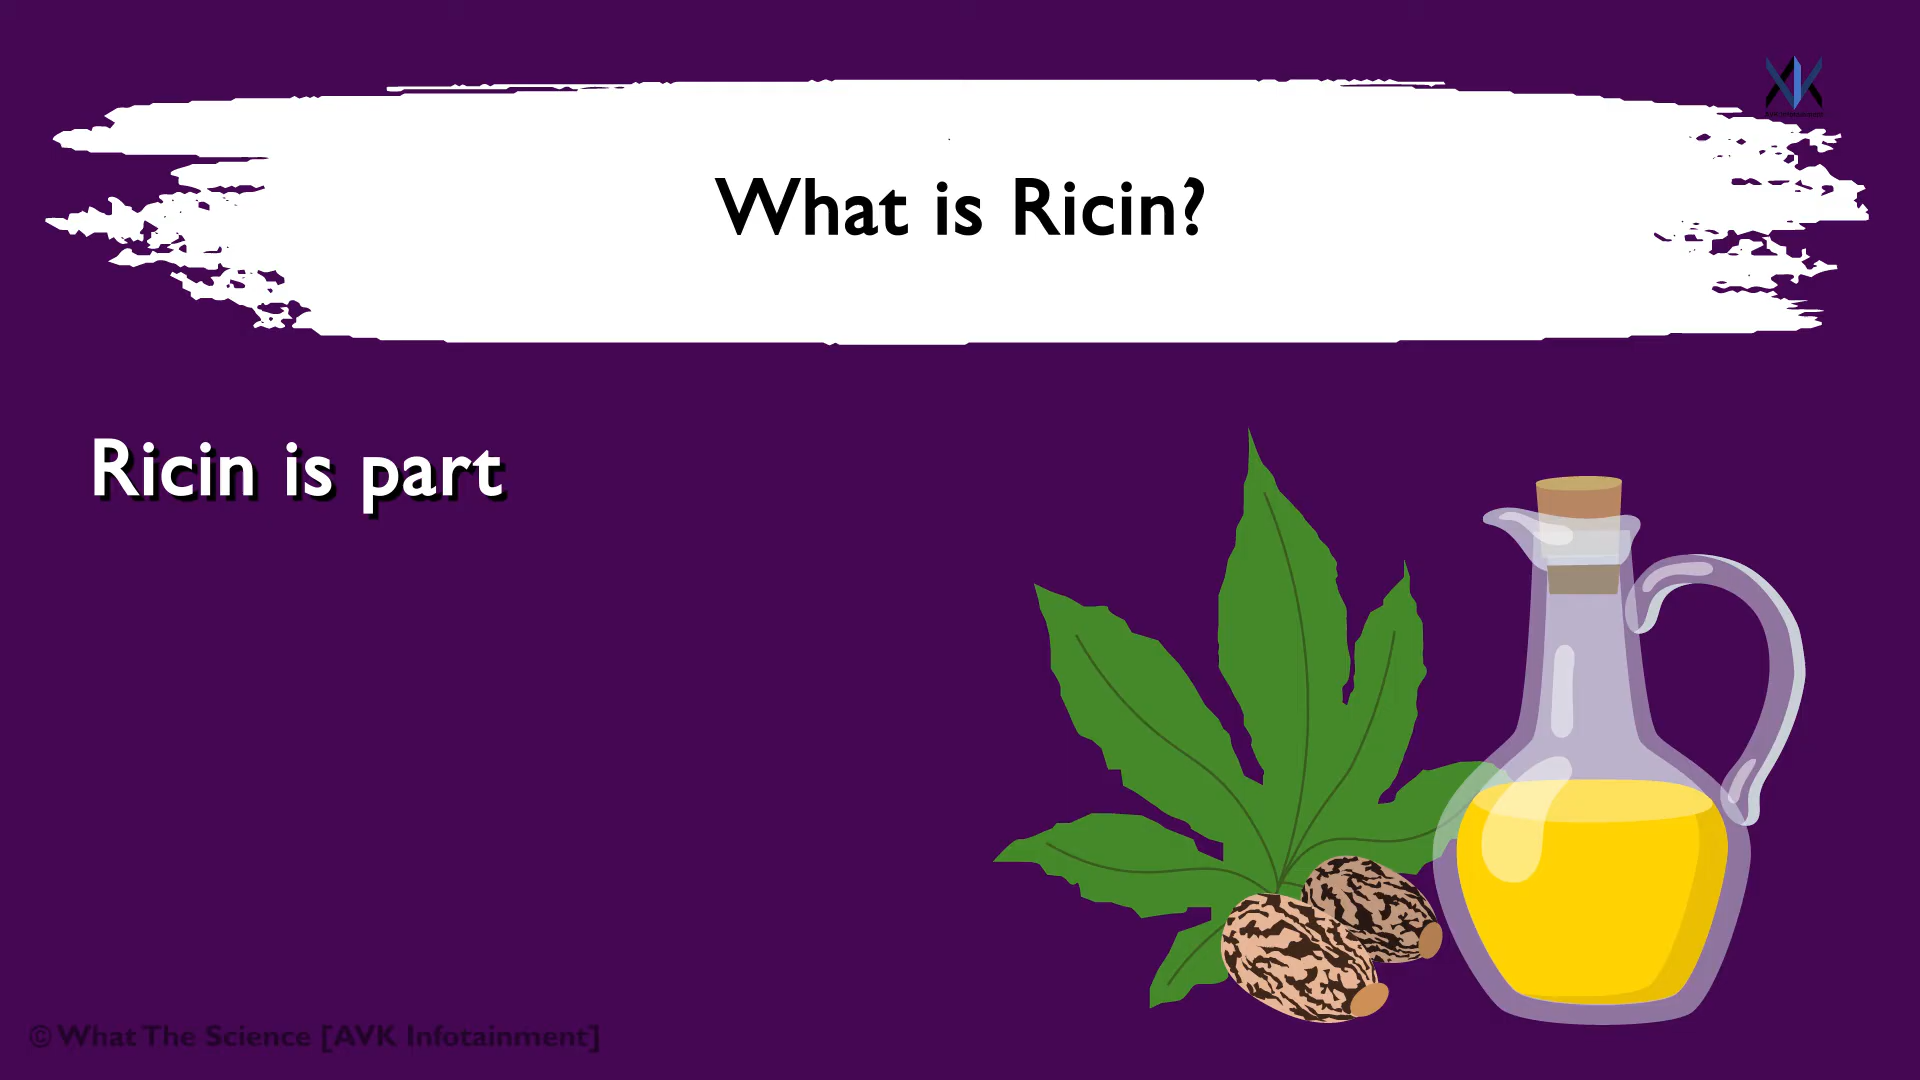 What is Ricin?
Ricin is part
© What The Science [AVK Infotainment]